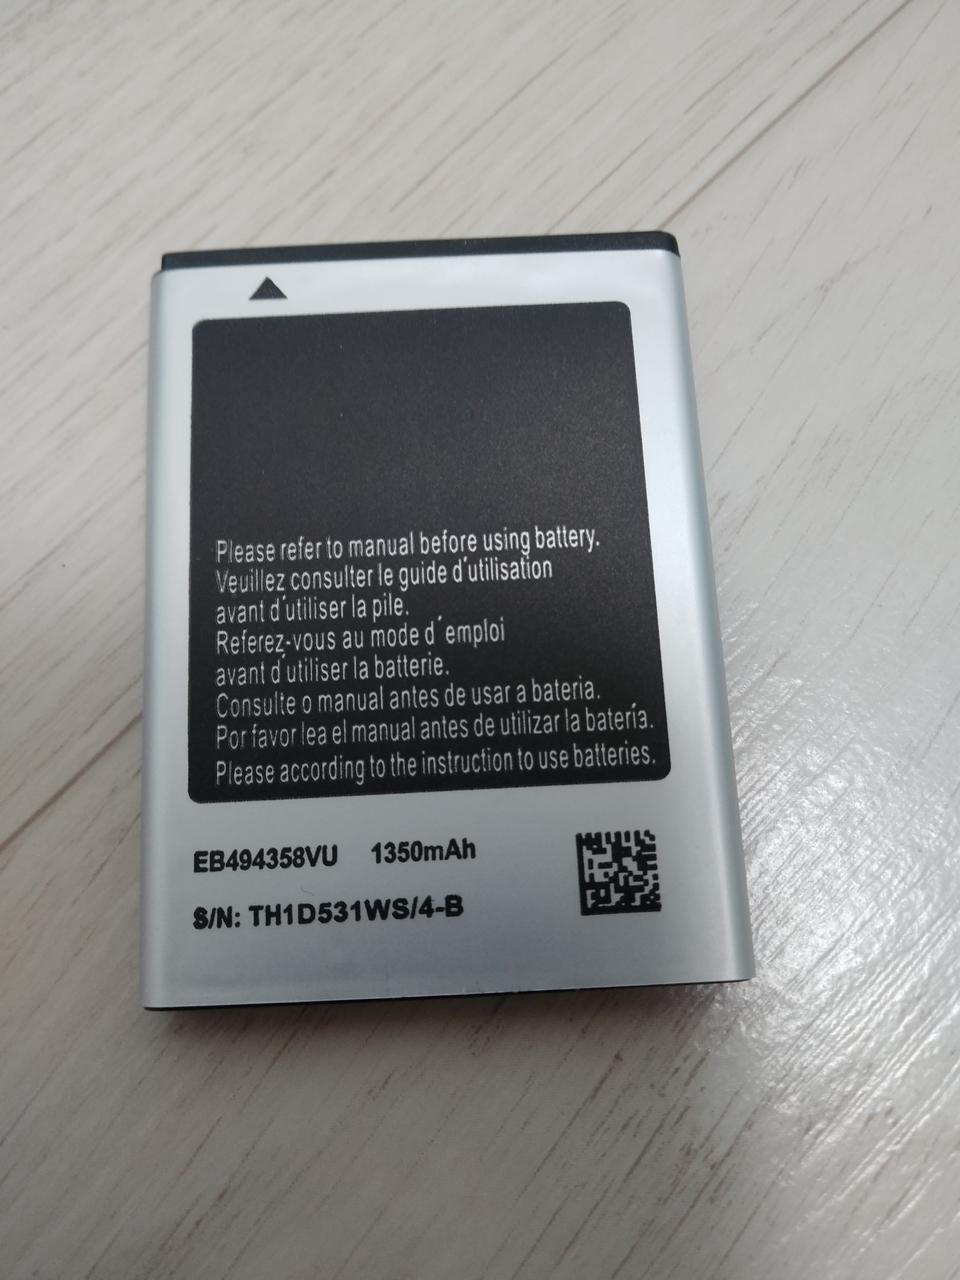 Please refer to manual before using battery.
Veuillez consulter le guide d´utilisation
avant d´utiliser la pile.
Referez-vous au mode d´emploi
avant d´utiliser la batterie.
Consulte o manual antes de usar a bateria.
Por favor lea el manual antes de utilizar la batería.
Please according to the instruction to use batteries.
EB494358VU 1350mAh
S/N: TH1D531WS/4-B